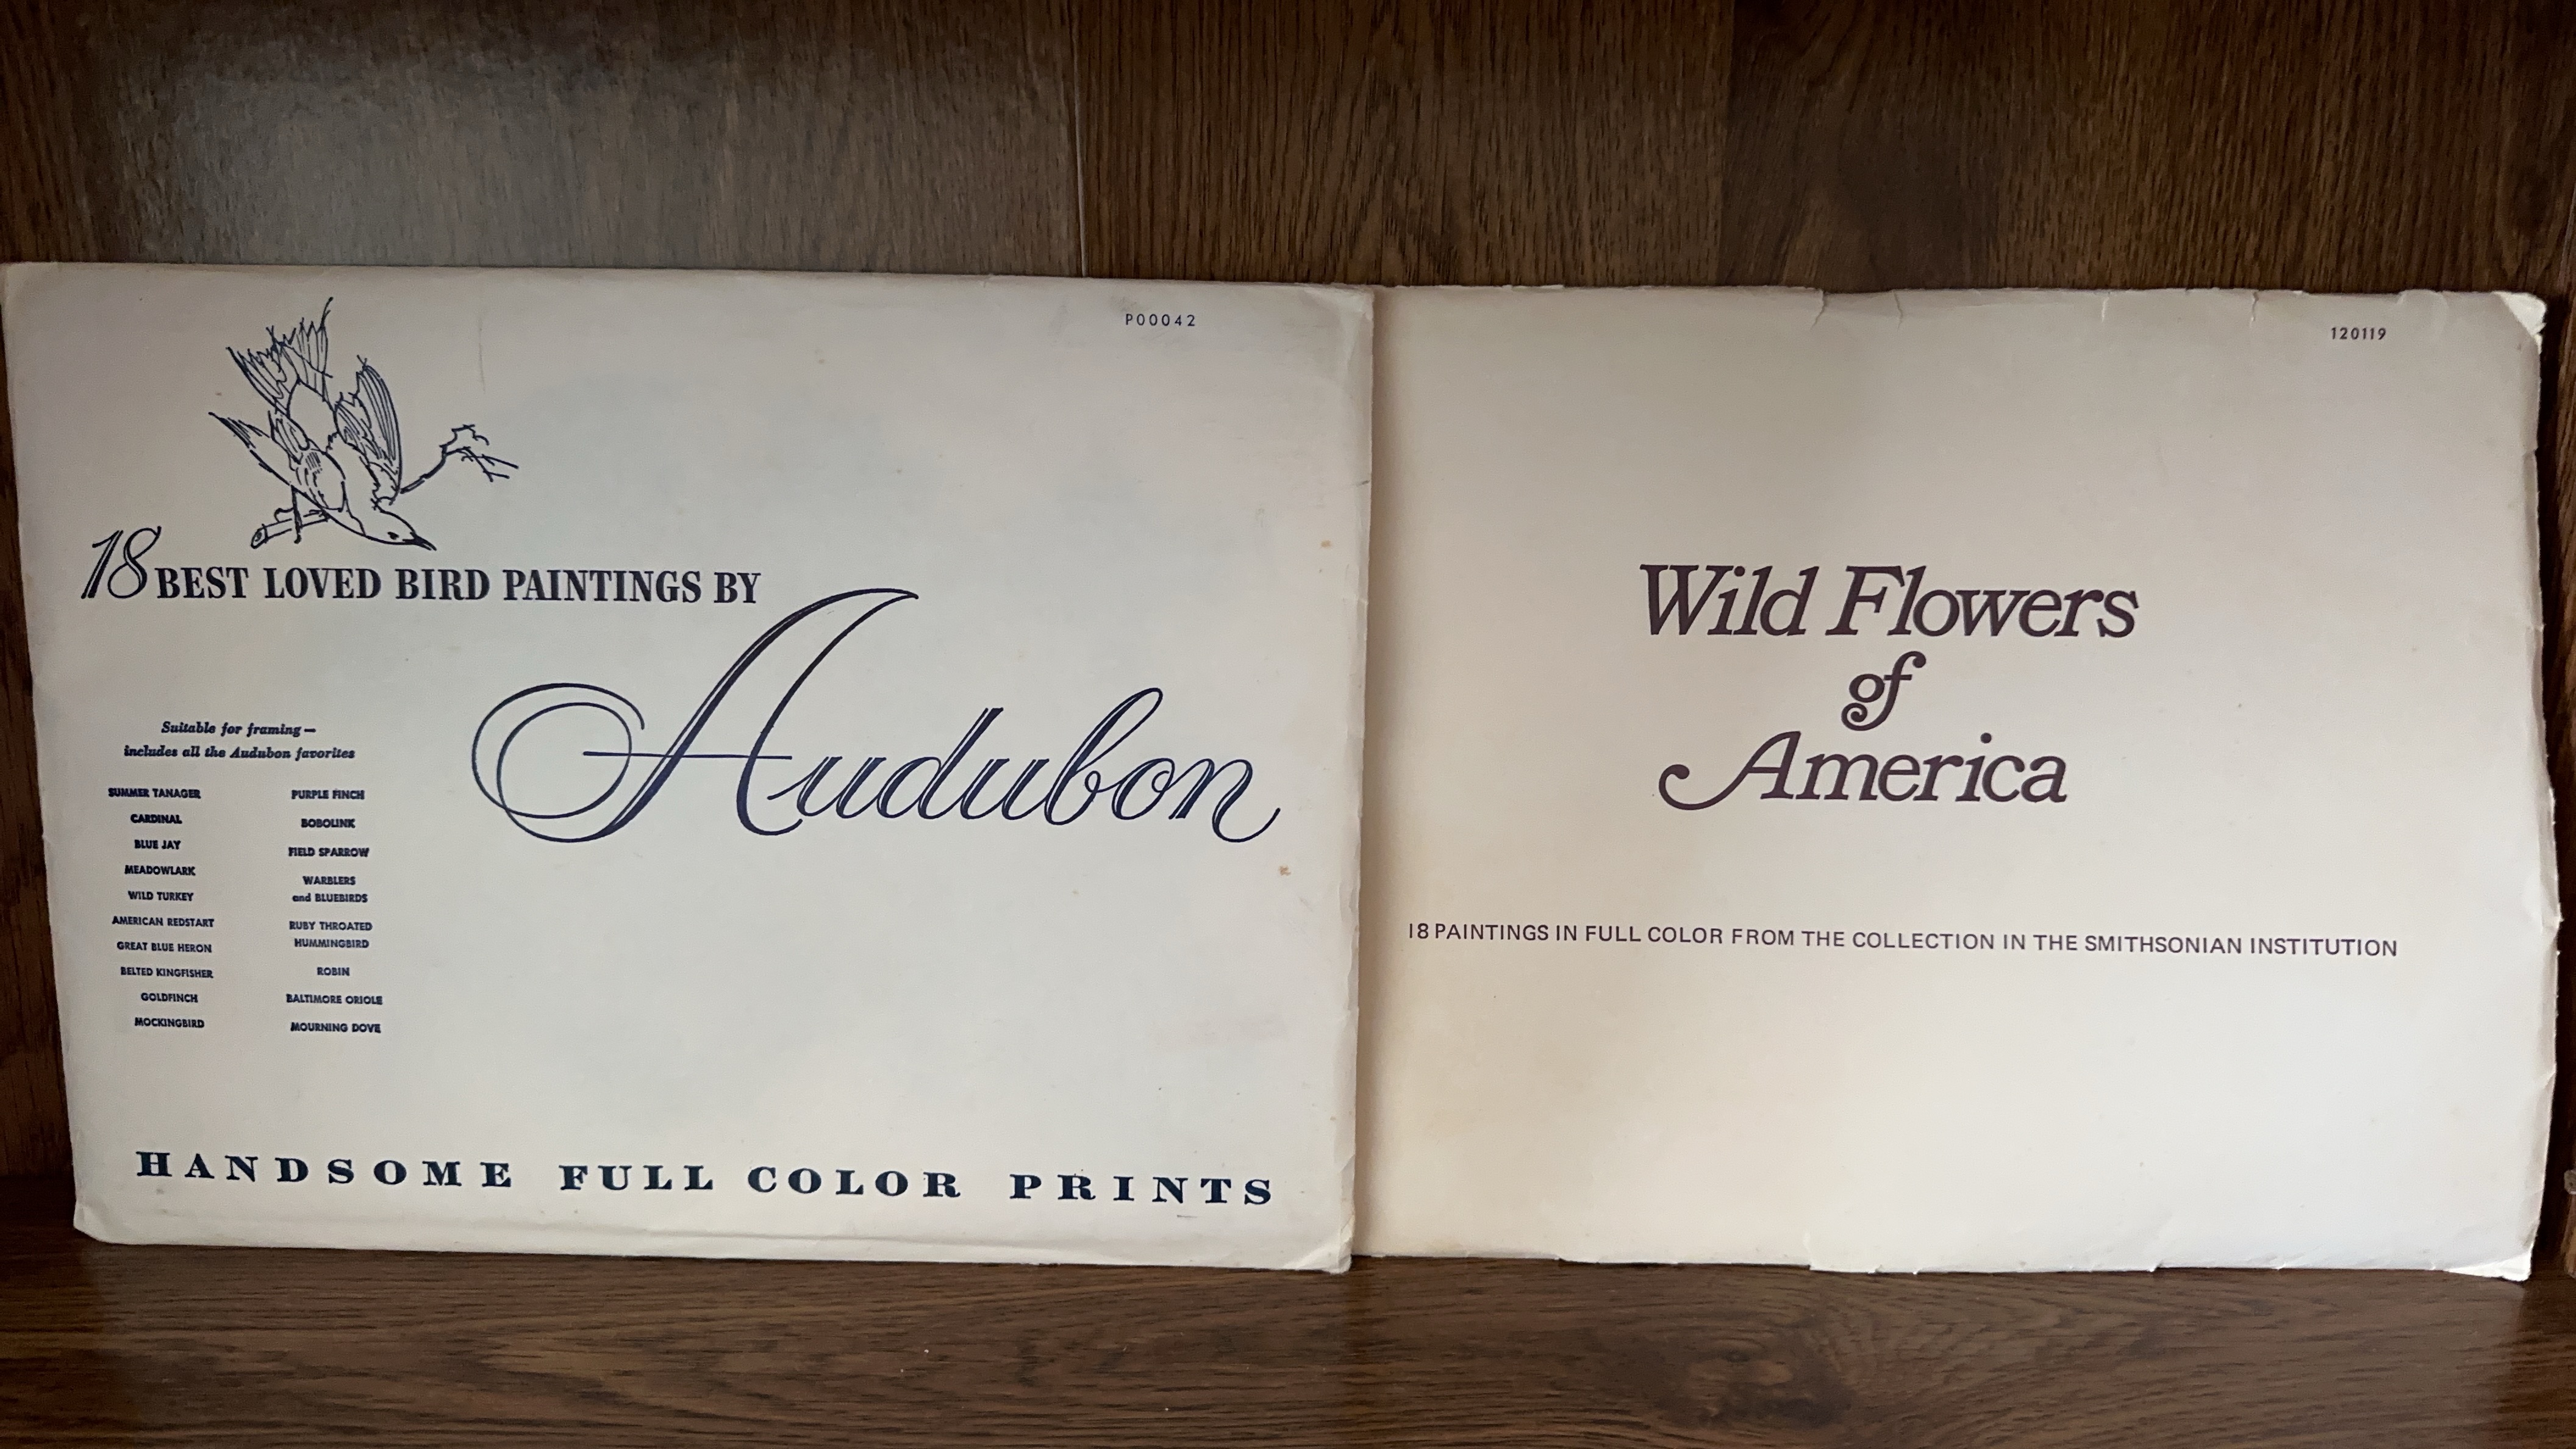 P00042
18 BEST LOVED BIRD PAINTINGS BY
Audubon
Suitable for framing—
includes all the Audubon favorites
SUMMER TANAGER
CARDINAL
BLUE JAY
MEADOWLARK
WILD TURKEY
AMERICAN REDSTART
GREAT BLUE HERON
BELTED KINGFISHER
GOLDFINCH
MOCKINGBIRD
PURPLE FINCH
BOBOLINK
FIELD SPARROW
WARBLERS
and BLUEBIRDS
RUBY THROATED
HUMMINGBIRD
ROBIN
BALTIMORE ORIOLE
MOURNING DOVE
HANDSOME FULL COLOR PRINTS
120119
Wild Flowers
of
America
18 PAINTINGS IN FULL COLOR FROM THE COLLECTION IN THE SMITHSONIAN INSTITUTION